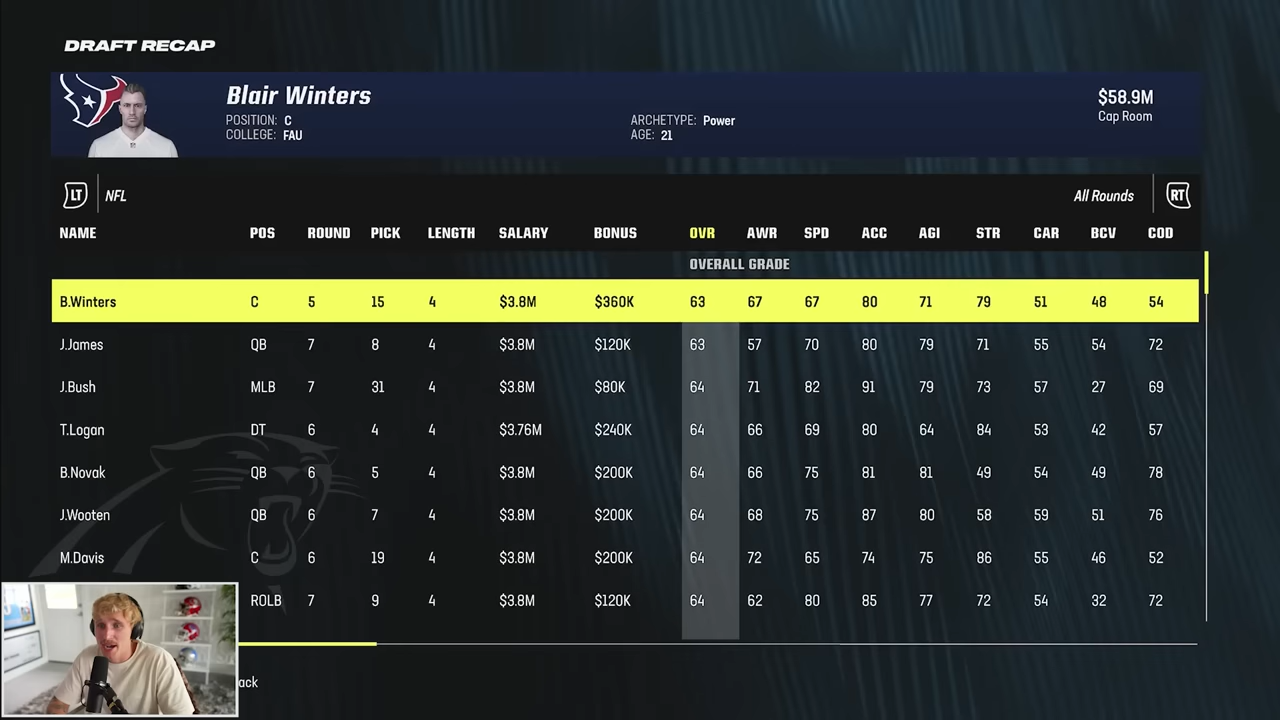 DRAFT RECAP
Blair Winters
POSITION: C
COLLEGE: FAU
ARCHETYPE: Power
AGE: 21
$58.9M
Cap Room
LT NFL All Rounds RT
NAME POS ROUND PICK LENGTH SALARY BONUS OVR AWR SPD ACC AGI STR CAR BCV COD
OVERALL GRADE
B.Winters C 5 15 4 $3.8M $360K 63 67 67 80 71 79 51 48 54
J.James QB 7 8 4 $3.8M $120K 63 57 70 80 79 71 55 54 72
J.Bush MLB 7 31 4 $3.8M $80K 64 71 82 91 79 73 57 27 69
T.Logan DT 6 4 4 $3.76M $240K 64 66 69 80 64 84 53 42 57
B.Novak QB 6 5 4 $3.8M $200K 64 66 75 81 81 49 54 49 78
J.Wooten QB 6 7 4 $3.8M $200K 64 68 75 87 80 58 59 51 76
M.Davis C 6 19 4 $3.8M $200K 64 72 65 74 75 86 55 46 52
ROLB 7 9 4 $3.8M $120K 64 62 80 85 77 72 54 32 72
ack